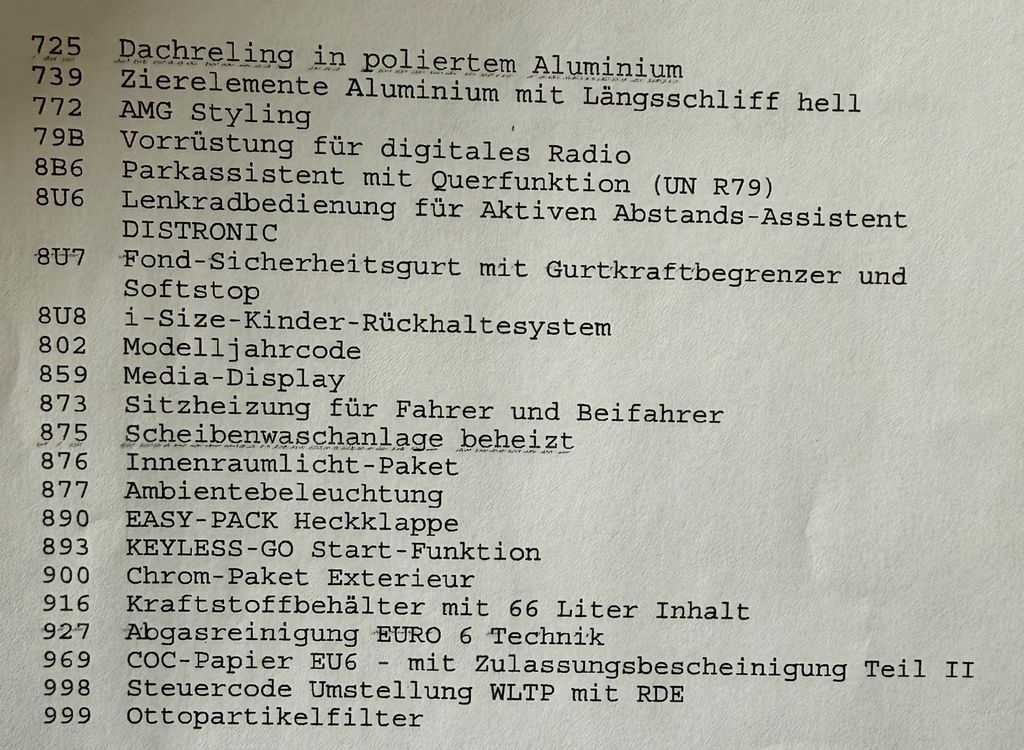 725 Dachreling in poliertem Aluminium
739 Zierelemente Aluminium mit Längsschliff hell
772 AMG Styling
79B Vorrüstung für digitales Radio
8B6 Parkassistent mit Querfunktion (UN R79)
8U6 Lenkradbedienung für Aktiven Abstands-Assistent
DISTRONIC
8U7 Fond-Sicherheitsgurt mit Gurtkraftbegrenzer und
Softstop
8U8 i-Size-Kinder-Rückhaltesystem
802 Modelljahrcode
859 Media-Display
873 Sitzheizung für Fahrer und Beifahrer
875 Scheibenwaschanlage beheizt
876 Innenraumlicht-Paket
877 Ambientebeleuchtung
890 EASY-PACK Heckklappe
893 KEYLESS-GO Start-Funktion
900 Chrom-Paket Exterieur
916 Kraftstoffbehälter mit 66 Liter Inhalt
927 Abgasreinigung EURO 6 Technik
969 COC-Papier EU6 - mit Zulassungsbescheinigung Teil II
998 Steuercode Umstellung WLTP mit RDE
999 Ottopartikelfilter